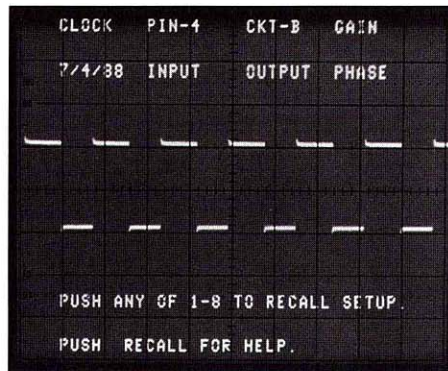 CLOCK PIN-4 CKT-B GAIN
7/4/88 INPUT OUTPUT PHASE
PUSH ANY OF 1-8 TO RECALL SETUP.
PUSH RECALL FOR HELP.